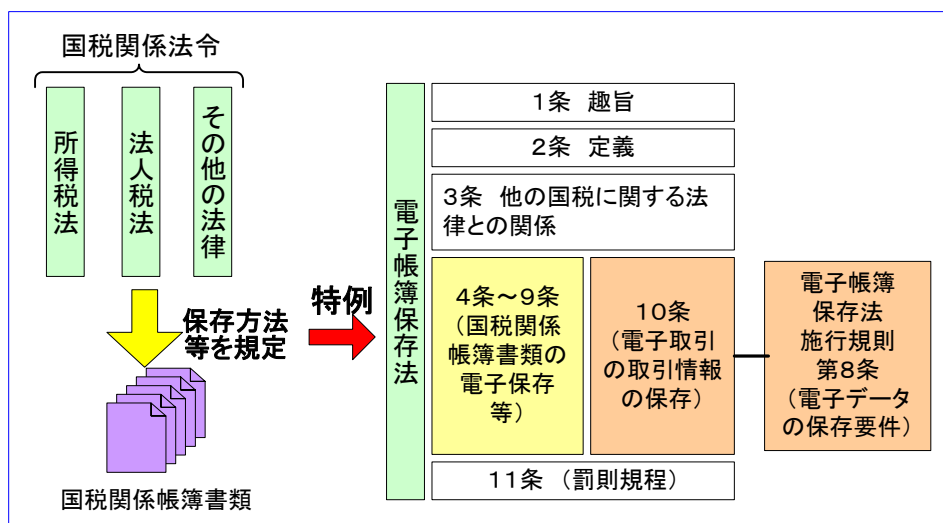 国税関係法令
所得税法
法人税法
その他の法律
保存方法
等を規定
国税関係帳簿書類
特例
電子帳簿保存法
1条 趣旨
2条 定義
3条 他の国税に関する法
律との関係
4条～9条
(国税関係
帳簿書類の
電子保存
等)
10条
(電子取引
の取引情報
の保存)
電子帳簿
保存法
施行規則
第8条
(電子データ
の保存要件)
11条 (罰則規程)